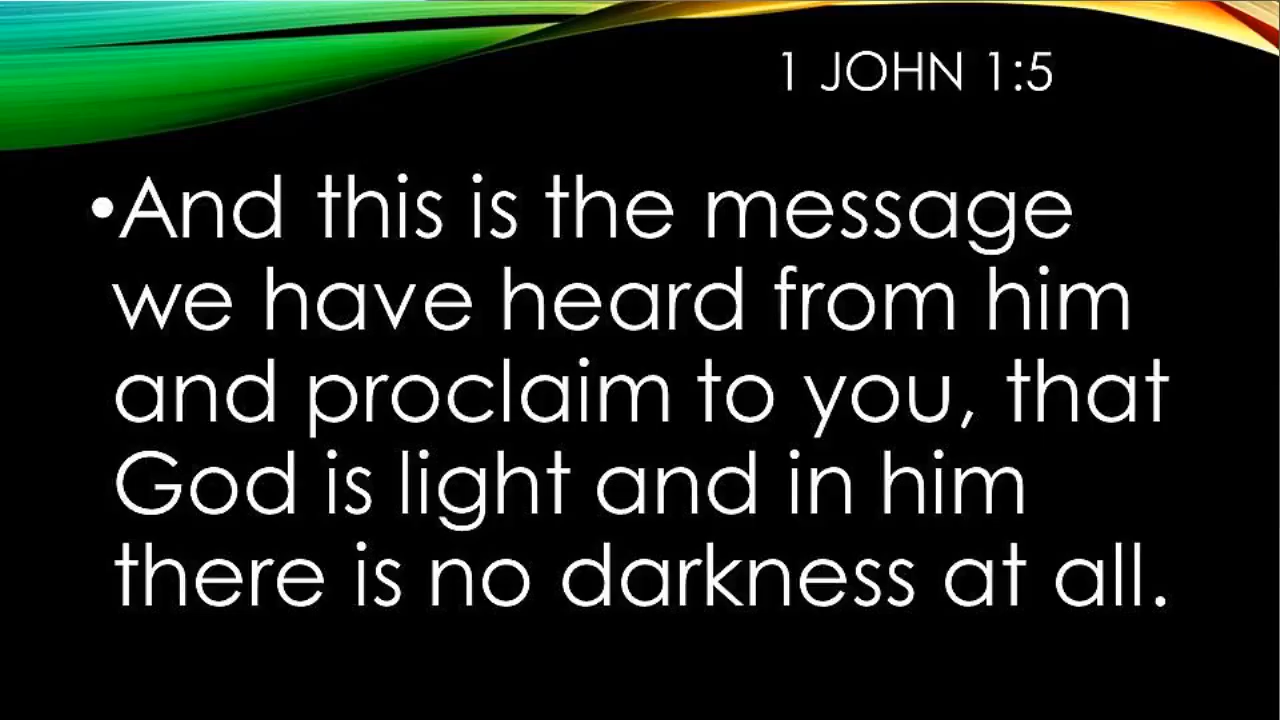 1 JOHN 1:5
•And this is the message
we have heard from him
and proclaim to you, that
God is light and in him
there is no darkness at all.